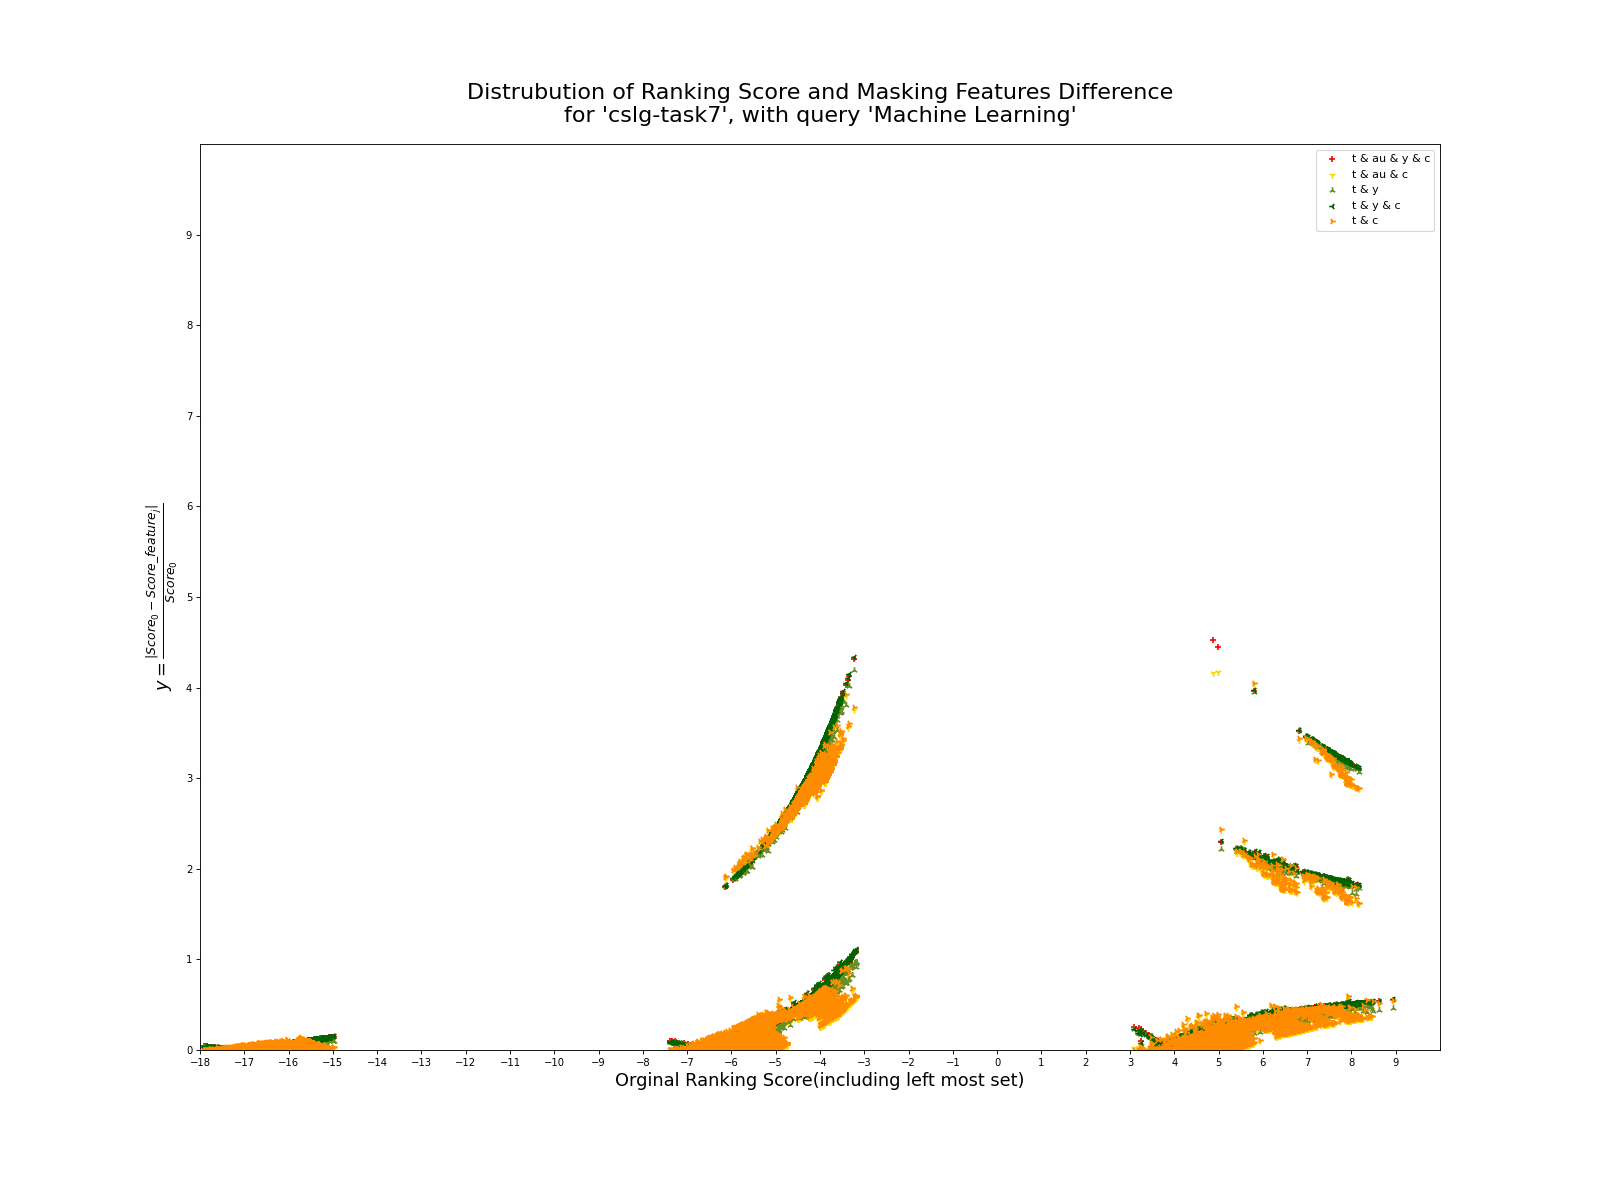 Distrubution of Ranking Score and Masking Features Difference
for 'cslg-task7', with query 'Machine Learning'
t & au & y & c
t & au & c
t & y
t & y & c
t & c
y = |Score₀ − Score_feature_j| / Score₀
9
8
7
6
5
4
3
2
1
0
−18 −17 −16 −15 −14 −13 −12 −11 −10 −9 −8 −7 −6 −5 −4 −3 −2 −1 0 1 2 3 4 5 6 7 8 9
Orginal Ranking Score(including left most set)